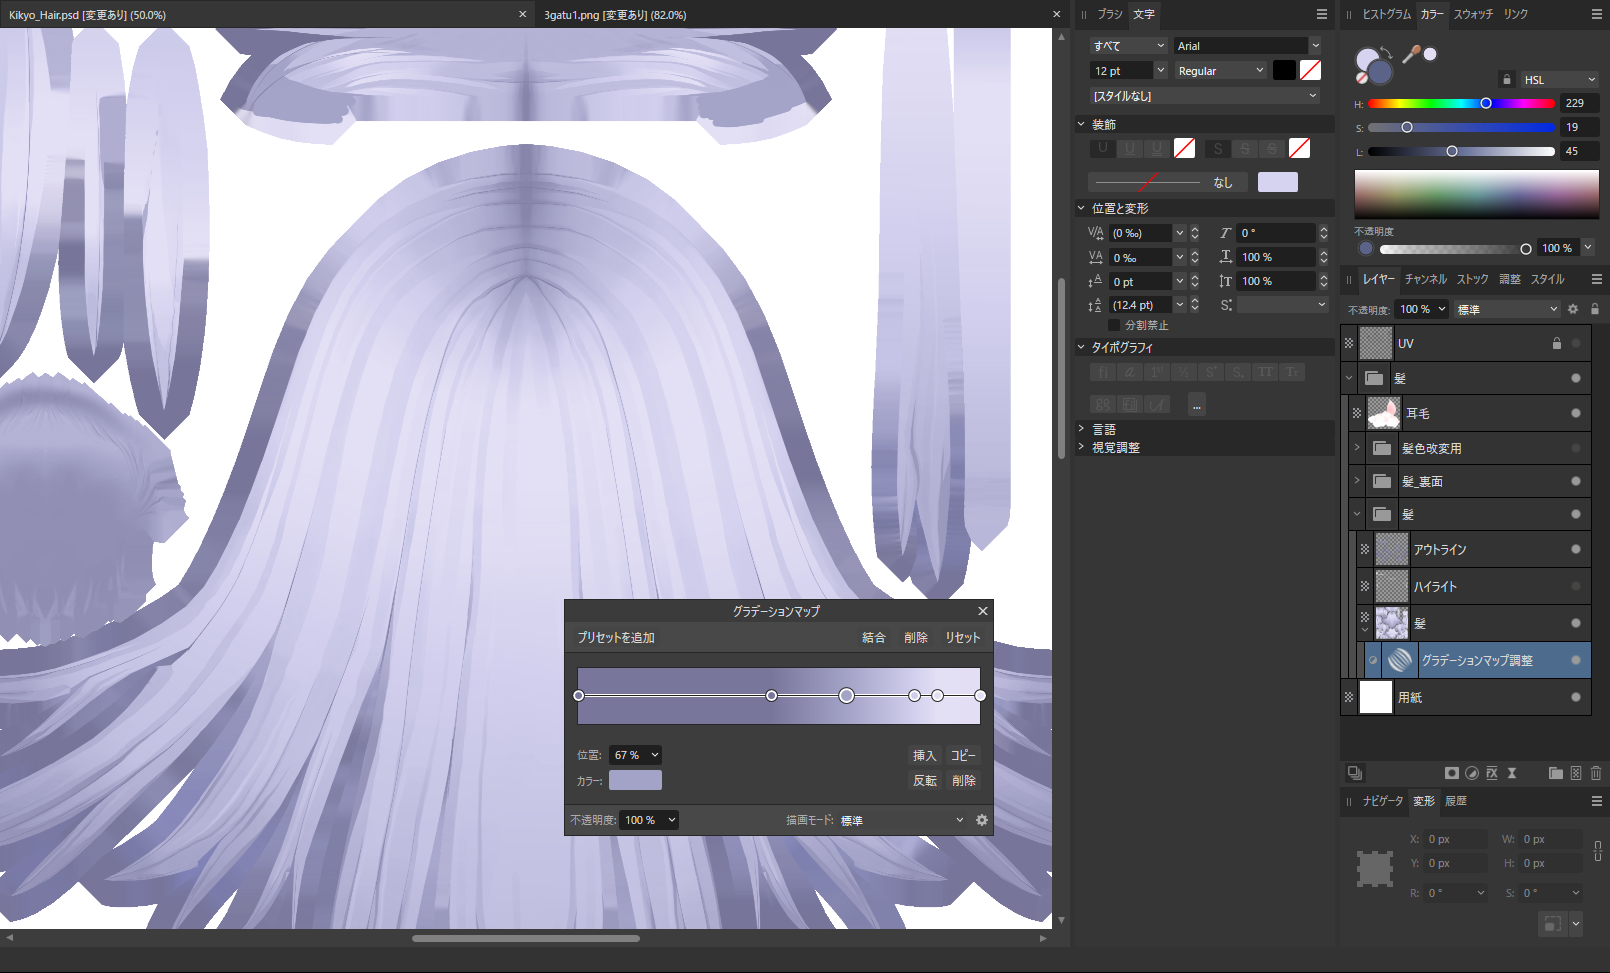 Kikyo_Hair.psd [変更あり] (50.0%)
3gatu1.png [変更あり] (82.0%)
ブラシ 文字
すべて Arial
12 pt Regular
[スタイルなし]
装飾
U U U S S S
なし
位置と変形
(0 ‰) 0 °
0 ‰ 100 %
0 pt 100 %
(12.4 pt)
分割禁止
タイポグラフィ
...
言語
視覚調整
ヒストグラム カラー スウォッチ リンク
HSL
H: 229
S: 19
L: 45
不透明度
100 %
レイヤー チャンネル ストック 調整 スタイル
不透明度: 100 % 標準
UV
髪
耳毛
髪色改変用
髪_裏面
髪
アウトライン
ハイライト
髪
グラデーションマップ調整
用紙
ナビゲータ 変形 履歴
X: 0 px W: 0 px
Y: 0 px H: 0 px
R: 0 ° S: 0 °
グラデーションマップ
プリセットを追加 結合 削除 リセット
位置: 67 % 挿入 コピー
カラー: 反転 削除
不透明度: 100 % 描画モード: 標準